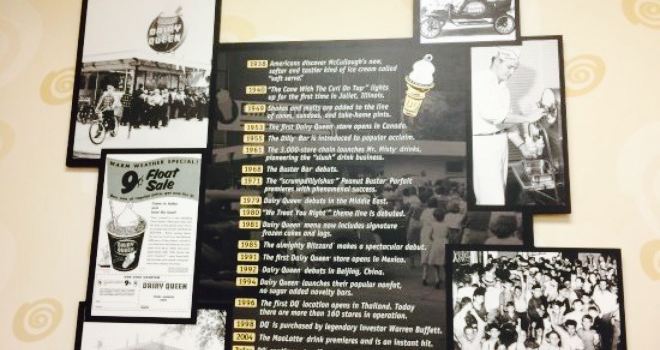 DAIRY QUEEN
1938 Americans discover McCullough's new,
softer and tastier kind of ice cream called
"soft serve."
1940 "The Cone With The Curl On Top" lights
up for the first time in Joliet, Illinois.
1949 Shakes and malts are added to the line
of cones, sundaes, and take-home pints.
1953 The first Dairy Queen store opens in Canada.
1955 The Dilly Bar is introduced to popular acclaim.
1961 The 3,000-store chain launches Mr. Misty drinks,
pioneering the "slush" drink business.
1968 The Buster Bar debuts.
1971 The "scrumpdillyishus" Peanut Buster Parfait
premieres with phenomenal success.
1979 Dairy Queen debuts in the Middle East.
1980 "We Treat You Right" theme line is debuted.
1981 Dairy Queen menu now includes signature
frozen cakes and logs.
1985 The almighty Blizzard makes a spectacular debut.
1991 The first Dairy Queen store opens in Mexico.
1992 Dairy Queen debuts in Beijing, China.
1994 Dairy Queen launches their popular nonfat,
no sugar added novelty bars.
1996 The first DQ location opens in Thailand. Today
there are more than 160 stores in operation.
1998 DQ is purchased by legendary investor Warren Buffett.
2004 The MooLatte drink premieres and is an instant hit.
WARM WEATHER SPECIAL!
9¢ Float
Sale
DAIRY
QUEEN
DAIRY QUEEN